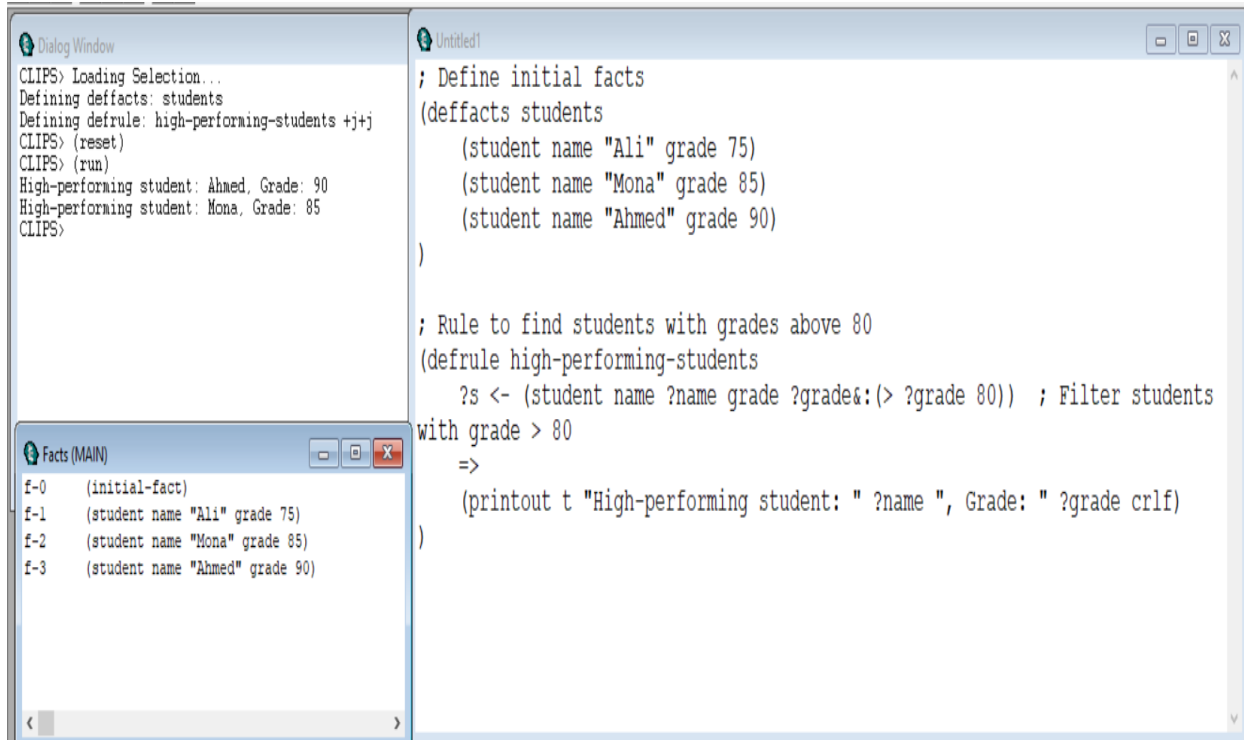 Dialog Window
CLIPS> Loading Selection...
Defining deffacts: students
Defining defrule: high-performing-students +j+j
CLIPS> (reset)
CLIPS> (run)
High-performing student: Ahmed, Grade: 90
High-performing student: Mona, Grade: 85
CLIPS>
Facts (MAIN)
f-0 (initial-fact)
f-1 (student name "Ali" grade 75)
f-2 (student name "Mona" grade 85)
f-3 (student name "Ahmed" grade 90)
Untitled1
; Define initial facts
(deffacts students
(student name "Ali" grade 75)
(student name "Mona" grade 85)
(student name "Ahmed" grade 90)
)
; Rule to find students with grades above 80
(defrule high-performing-students
?s <- (student name ?name grade ?grade&:(> ?grade 80)) ; Filter students
with grade > 80
=>
(printout t "High-performing student: " ?name ", Grade: " ?grade crlf)
)